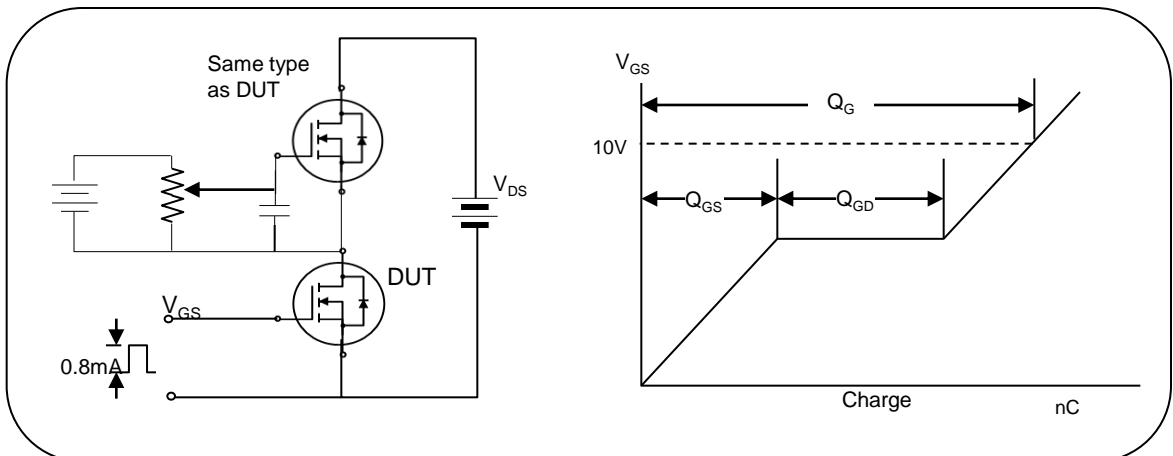 Same type
as DUT
V_DS
DUT
V_GS
0.8mA
V_GS
Q_G
10V
Q_GS
Q_GD
Charge
nC